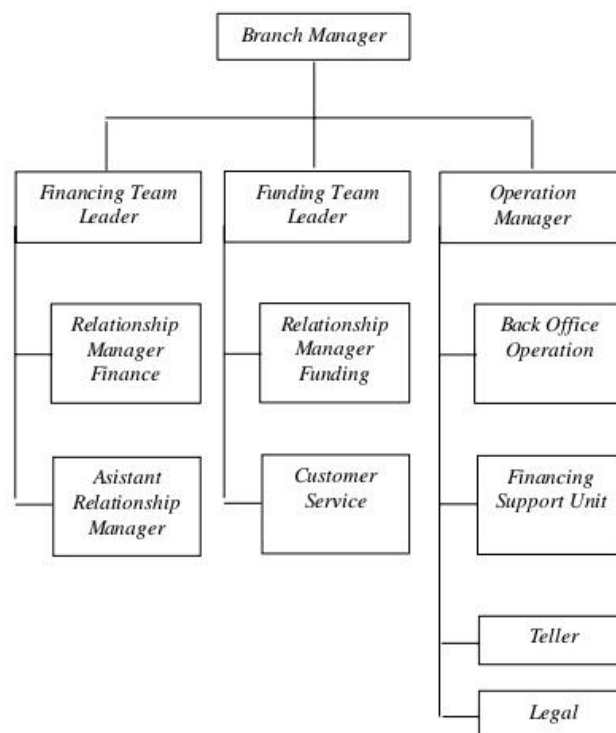 Branch Manager
Financing Team
Leader
Funding Team
Leader
Operation
Manager
Relationship
Manager
Finance
Relationship
Manager
Funding
Back Office
Operation
Asistant
Relationship
Manager
Customer
Service
Financing
Support Unit
Teller
Legal